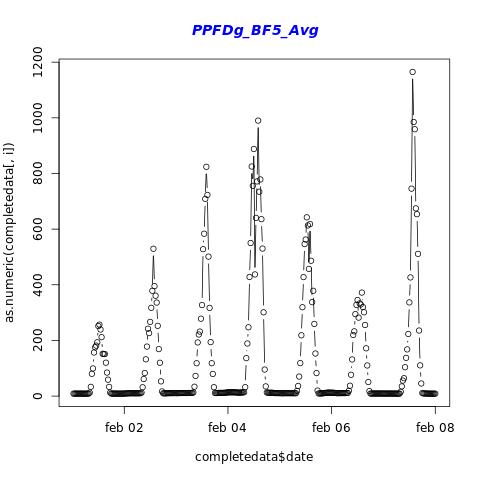 PPFDg_BF5_Avg
1200
1000
800
600
400
200
0
as.numeric(completedata[, i])
feb 02 feb 04 feb 06 feb 08
completedata$date